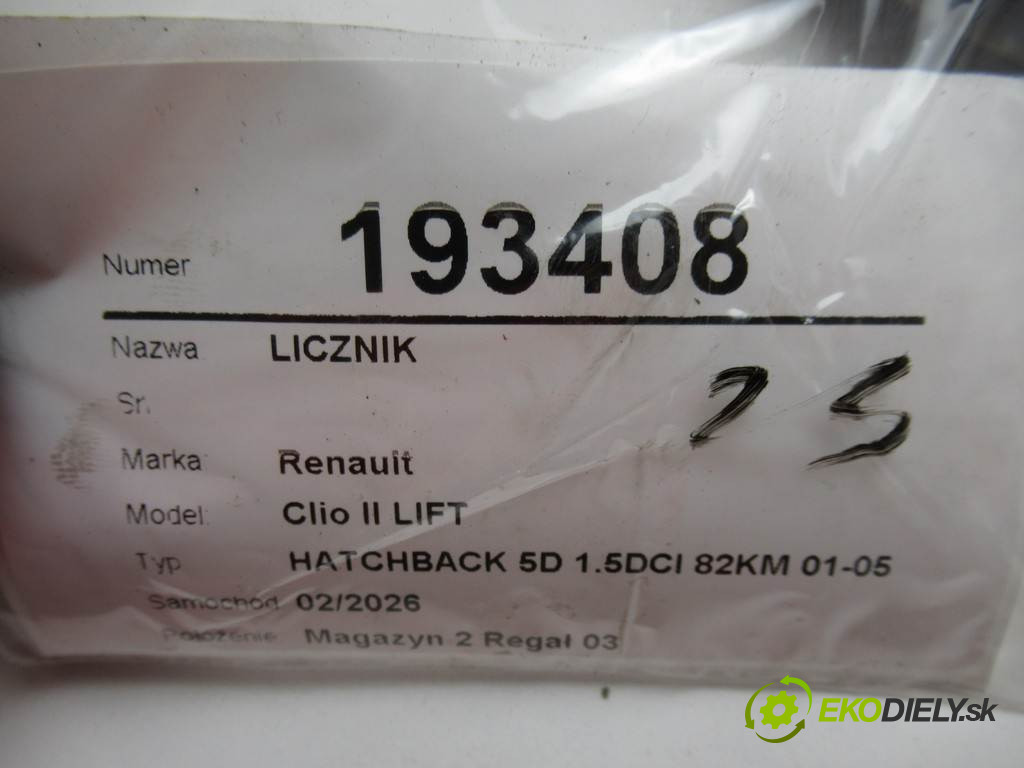 Numer 193408
Nazwa LICZNIK
Sr.
25
Marka: Renault
Model: Clio II LIFT
Typ HATCHBACK 5D 1.5DCI 82KM 01-05
Samochód 02/2026
Położenie: Magazyn 2 Regał 03
EKODIELY.sk